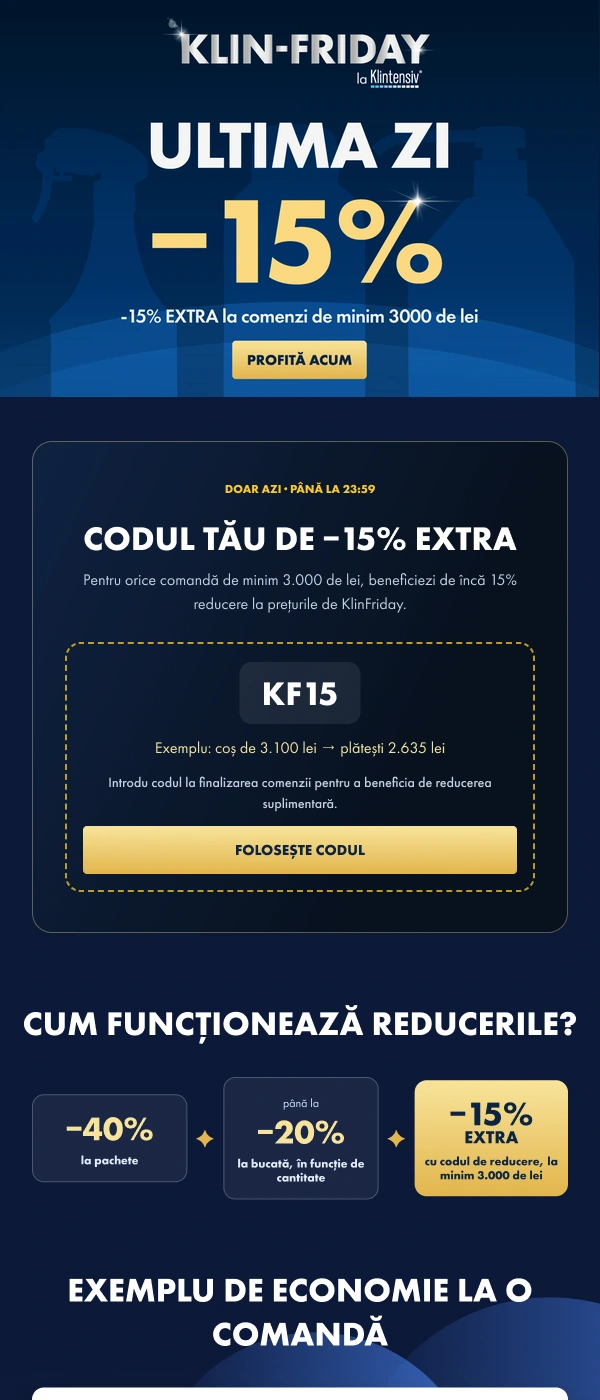 KLIN-FRIDAY
la Klintensiv®
ULTIMA ZI
–15%
-15% EXTRA la comenzi de minim 3000 de lei
PROFITĂ ACUM
DOAR AZI • PÂNĂ LA 23:59
CODUL TĂU DE –15% EXTRA
Pentru orice comandă de minim 3.000 de lei, beneficiezi de încă 15%
reducere la prețurile de KlinFriday.
KF15
Exemplu: coș de 3.100 lei → plătești 2.635 lei
Introdu codul la finalizarea comenzii pentru a beneficia de reducerea
suplimentară.
FOLOSEȘTE CODUL
CUM FUNCȚIONEAZĂ REDUCERILE?
–40%
la pachete
până la
–20%
la bucată, în funcție de
cantitate
–15%
EXTRA
cu codul de reducere, la
minim 3.000 de lei
EXEMPLU DE ECONOMIE LA O
COMANDĂ